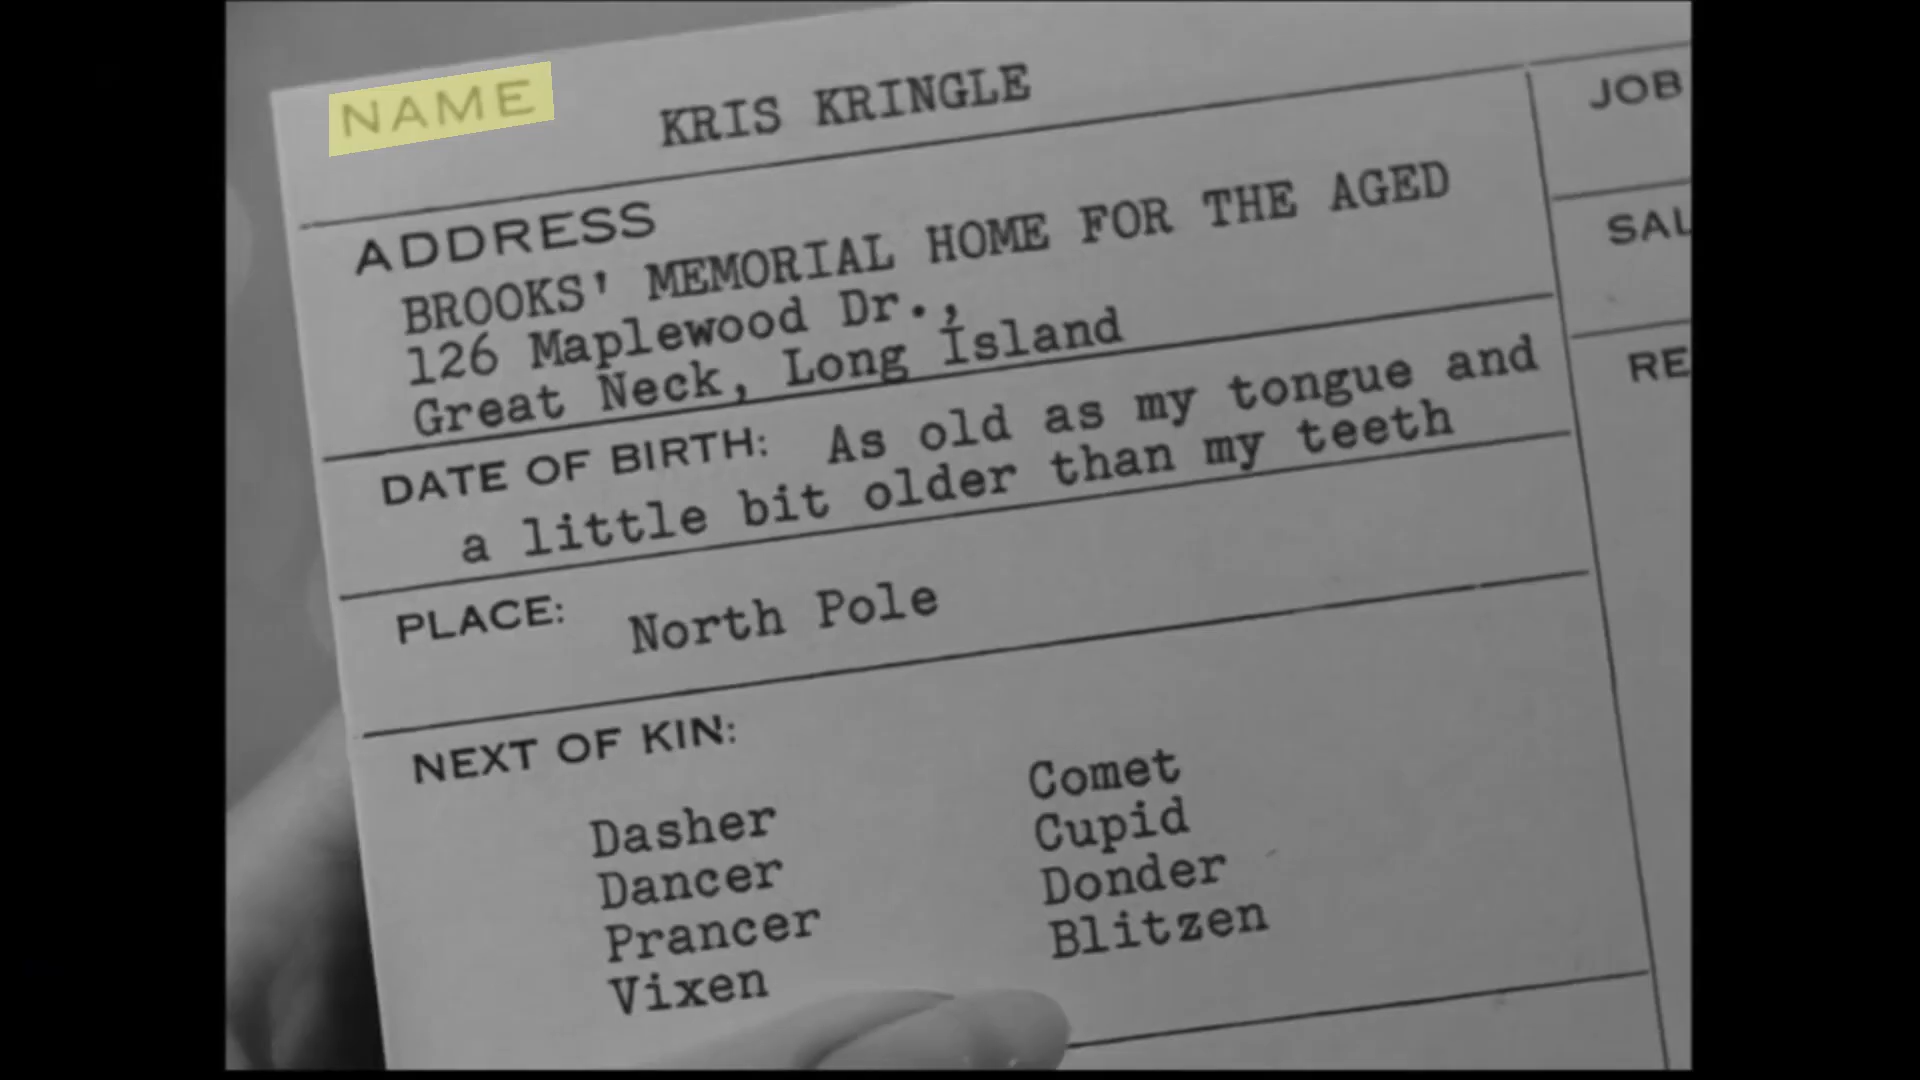 NAME KRIS KRINGLE
ADDRESS
BROOKS' MEMORIAL HOME FOR THE AGED
126 Maplewood Dr.,
Great Neck, Long Island
DATE OF BIRTH: As old as my tongue and
a little bit older than my teeth
PLACE: North Pole
NEXT OF KIN:
Dasher
Dancer
Prancer
Vixen
Comet
Cupid
Donder
Blitzen
JOB
SAL
RE